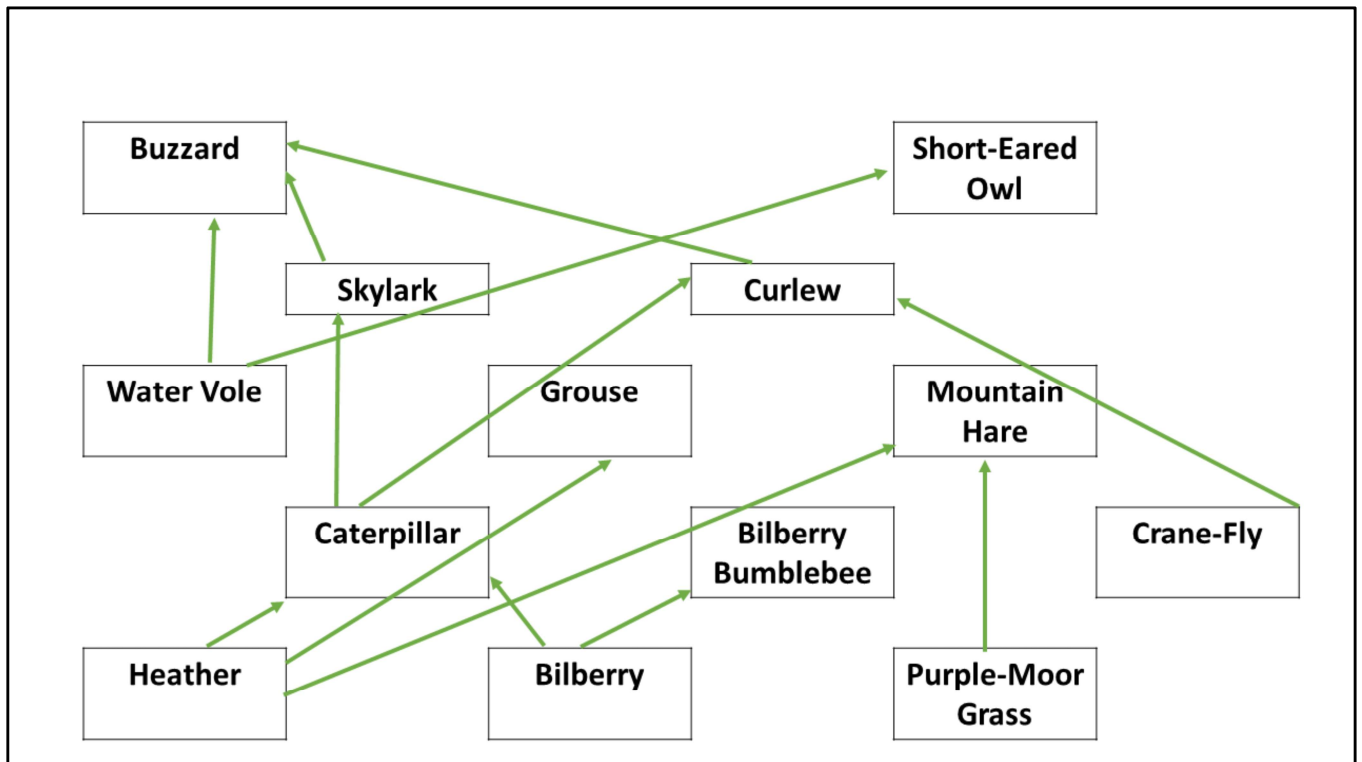 Buzzard
Short-Eared
Owl
Skylark
Curlew
Water Vole
Grouse
Mountain
Hare
Caterpillar
Bilberry
Bumblebee
Crane-Fly
Heather
Bilberry
Purple-Moor
Grass